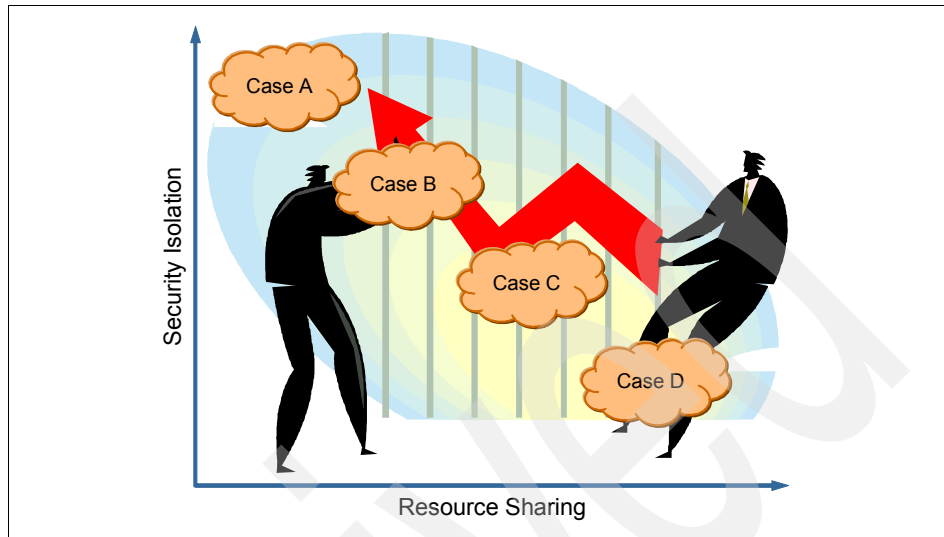 Case A
Case B
Case C
Case D
Security Isolation
Resource Sharing